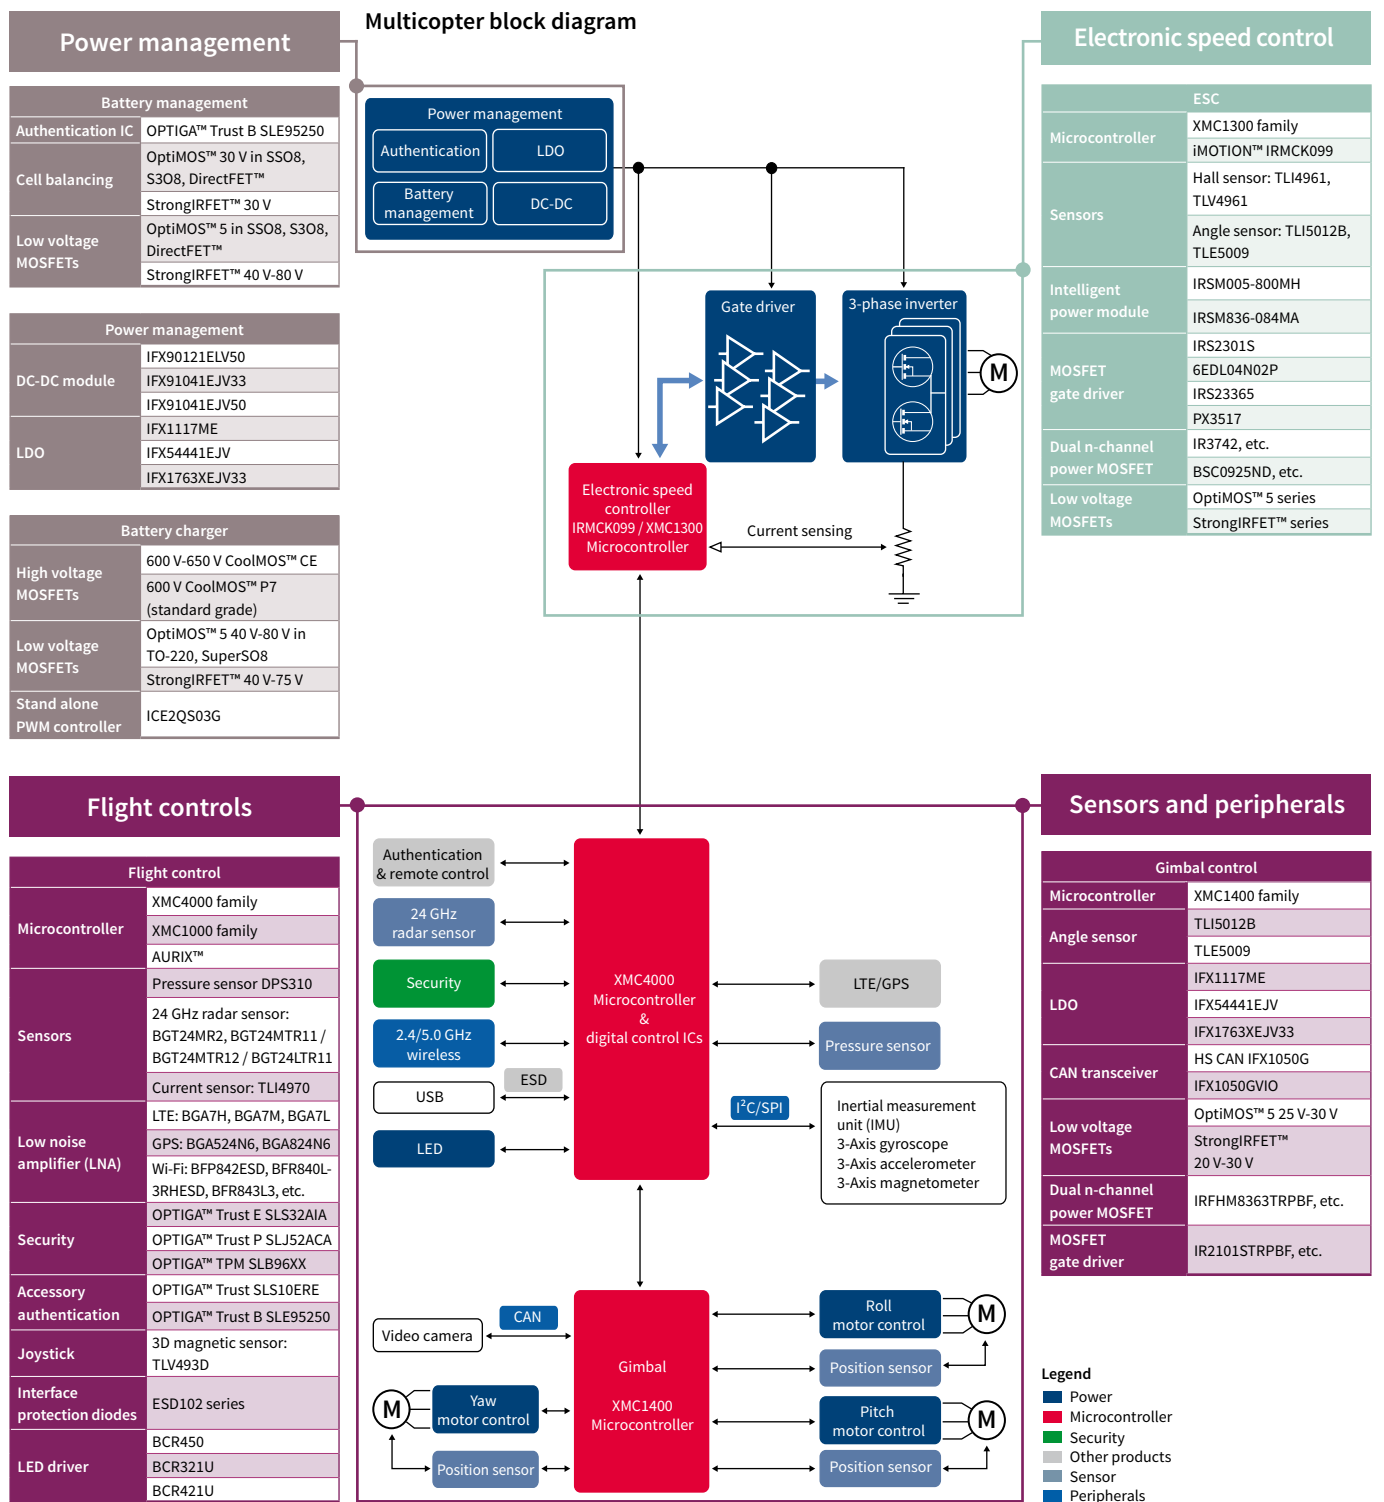 Multicopter block diagram
Power management
Battery management
Authentication IC
OPTIGA™ Trust B SLE95250
Cell balancing
OptiMOS™ 30 V in SSO8,
S3O8, DirectFET™
StrongIRFET™ 30 V
Low voltage
MOSFETs
OptiMOS™ 5 in SSO8, S3O8,
DirectFET™
StrongIRFET™ 40 V-80 V
Power management
DC-DC module
IFX90121ELV50
IFX91041EJV33
IFX91041EJV50
LDO
IFX1117ME
IFX54441EJV
IFX1763XEJV33
Battery charger
High voltage
MOSFETs
600 V-650 V CoolMOS™ CE
600 V CoolMOS™ P7
(standard grade)
Low voltage
MOSFETs
OptiMOS™ 5 40 V-80 V in
TO-220, SuperSO8
StrongIRFET™ 40 V-75 V
Stand alone
PWM controller
ICE2QS03G
Power management
Authentication
LDO
Battery
management
DC-DC
Gate driver
3-phase inverter
M
Electronic speed
controller
IRMCK099 / XMC1300
Microcontroller
Current sensing
Electronic speed control
ESC
Microcontroller
XMC1300 family
iMOTION™ IRMCK099
Sensors
Hall sensor: TLI4961,
TLV4961
Angle sensor: TLI5012B,
TLE5009
Intelligent
power module
IRSM005-800MH
IRSM836-084MA
MOSFET
gate driver
IRS2301S
6EDL04N02P
IRS23365
PX3517
Dual n-channel
power MOSFET
IR3742, etc.
BSC0925ND, etc.
Low voltage
MOSFETs
OptiMOS™ 5 series
StrongIRFET™ series
Flight controls
Flight control
Microcontroller
XMC4000 family
XMC1000 family
AURIX™
Sensors
Pressure sensor DPS310
24 GHz radar sensor:
BGT24MR2, BGT24MTR11 /
BGT24MTR12 / BGT24LTR11
Current sensor: TLI4970
Low noise
amplifier (LNA)
LTE: BGA7H, BGA7M, BGA7L
GPS: BGA524N6, BGA824N6
Wi-Fi: BFP842ESD, BFR840L-
3RHESD, BFR843L3, etc.
Security
OPTIGA™ Trust E SLS32AIA
OPTIGA™ Trust P SLJ52ACA
OPTIGA™ TPM SLB96XX
Accessory
authentication
OPTIGA™ Trust SLS10ERE
OPTIGA™ Trust B SLE95250
Joystick
3D magnetic sensor:
TLV493D
Interface
protection diodes
ESD102 series
LED driver
BCR450
BCR321U
BCR421U
Authentication
& remote control
24 GHz
radar sensor
Security
2.4/5.0 GHz
wireless
USB
ESD
LED
XMC4000
Microcontroller
&
digital control ICs
LTE/GPS
Pressure sensor
I²C/SPI
Inertial measurement
unit (IMU)
3-Axis gyroscope
3-Axis accelerometer
3-Axis magnetometer
Video camera
CAN
M
Yaw
motor control
Position sensor
Gimbal
XMC1400
Microcontroller
Roll
motor control
M
Position sensor
Pitch
motor control
M
Position sensor
Sensors and peripherals
Gimbal control
Microcontroller
XMC1400 family
Angle sensor
TLI5012B
TLE5009
LDO
IFX1117ME
IFX54441EJV
IFX1763XEJV33
CAN transceiver
HS CAN IFX1050G
IFX1050GVIO
Low voltage
MOSFETs
OptiMOS™ 5 25 V-30 V
StrongIRFET™
20 V-30 V
Dual n-channel
power MOSFET
IRFHM8363TRPBF, etc.
MOSFET
gate driver
IR2101STRPBF, etc.
Legend
Power
Microcontroller
Security
Other products
Sensor
Peripherals